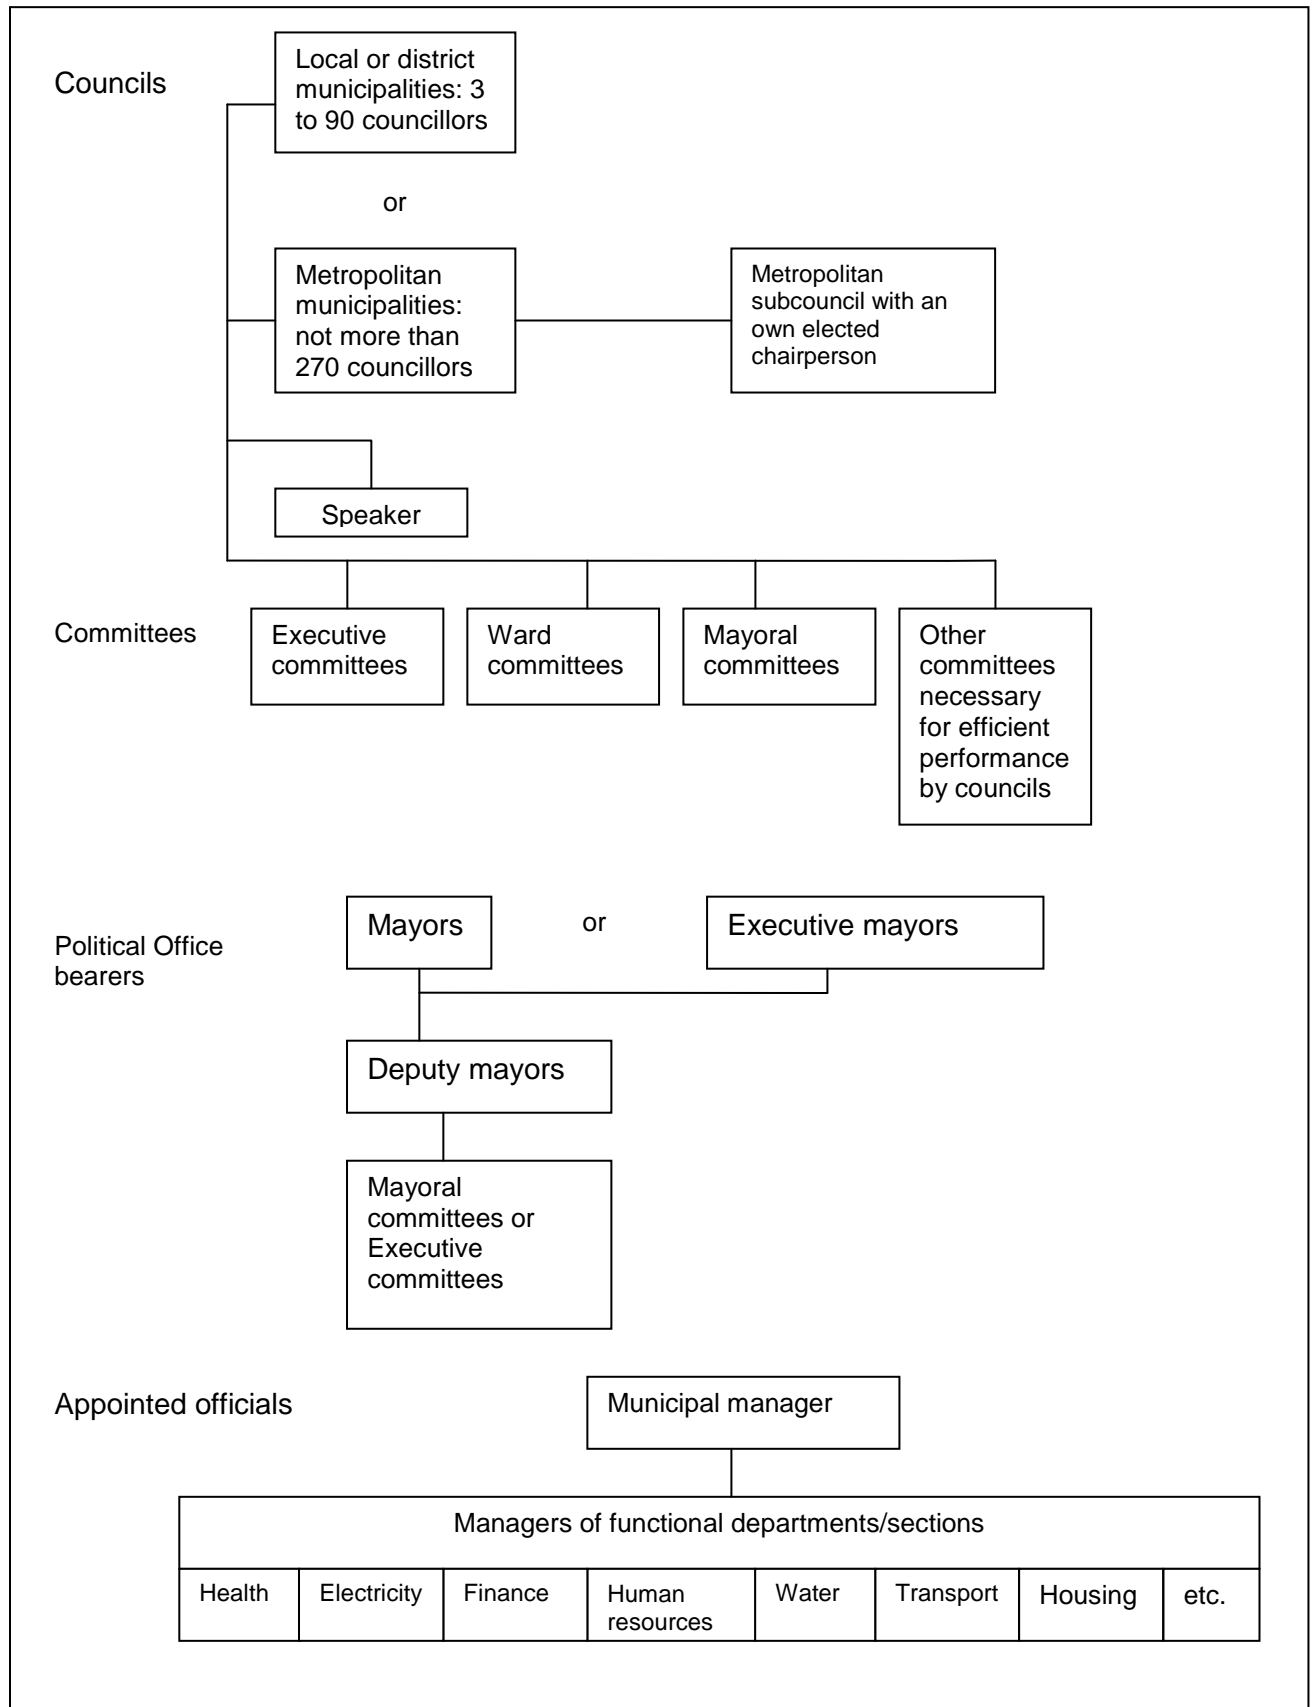 Councils
Local or district
municipalities: 3
to 90 councillors
or
Metropolitan
municipalities:
not more than
270 councillors
Metropolitan
subcouncil with an
own elected
chairperson
Speaker
Committees
Executive
committees
Ward
committees
Mayoral
committees
Other
committees
necessary
for efficient
performance
by councils
Political Office
bearers
Mayors
or
Executive mayors
Deputy mayors
Mayoral
committees or
Executive
committees
Appointed officials
Municipal manager
Managers of functional departments/sections
Health
Electricity
Finance
Human
resources
Water
Transport
Housing
etc.